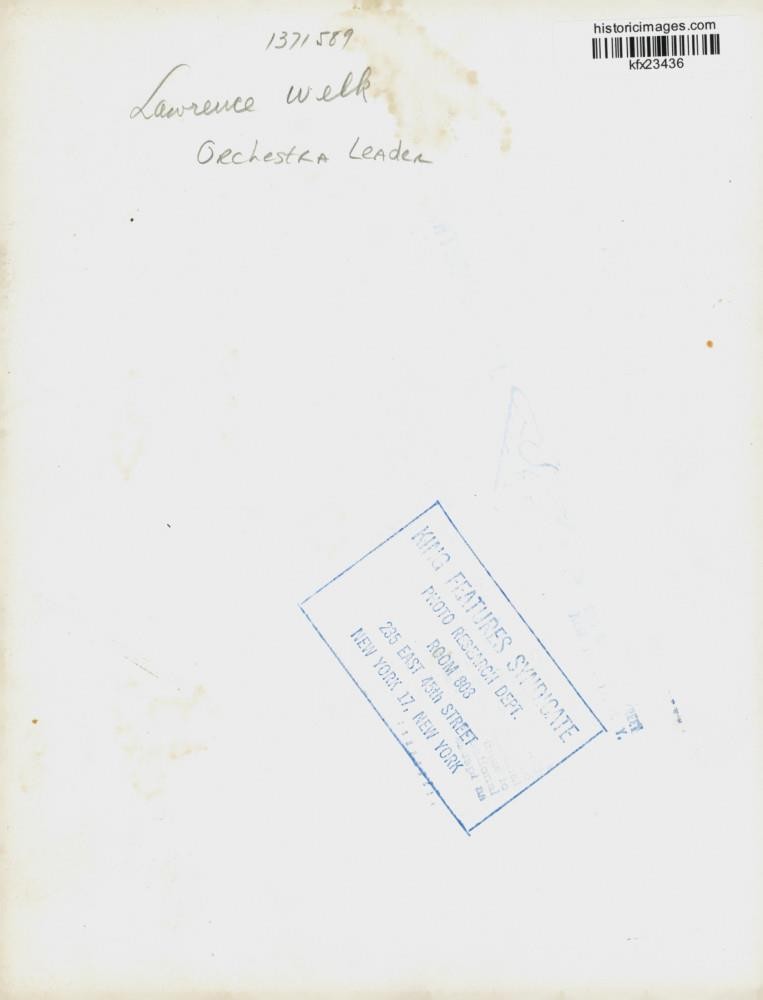 historicimages.com
kfx23436
1371589
Lawrence Welk
Orchestra Leader
KING FEATURES SYNDICATE
PHOTO RESEARCH DEPT.
ROOM 803
235 EAST 45th STREET
NEW YORK 17, NEW YORK